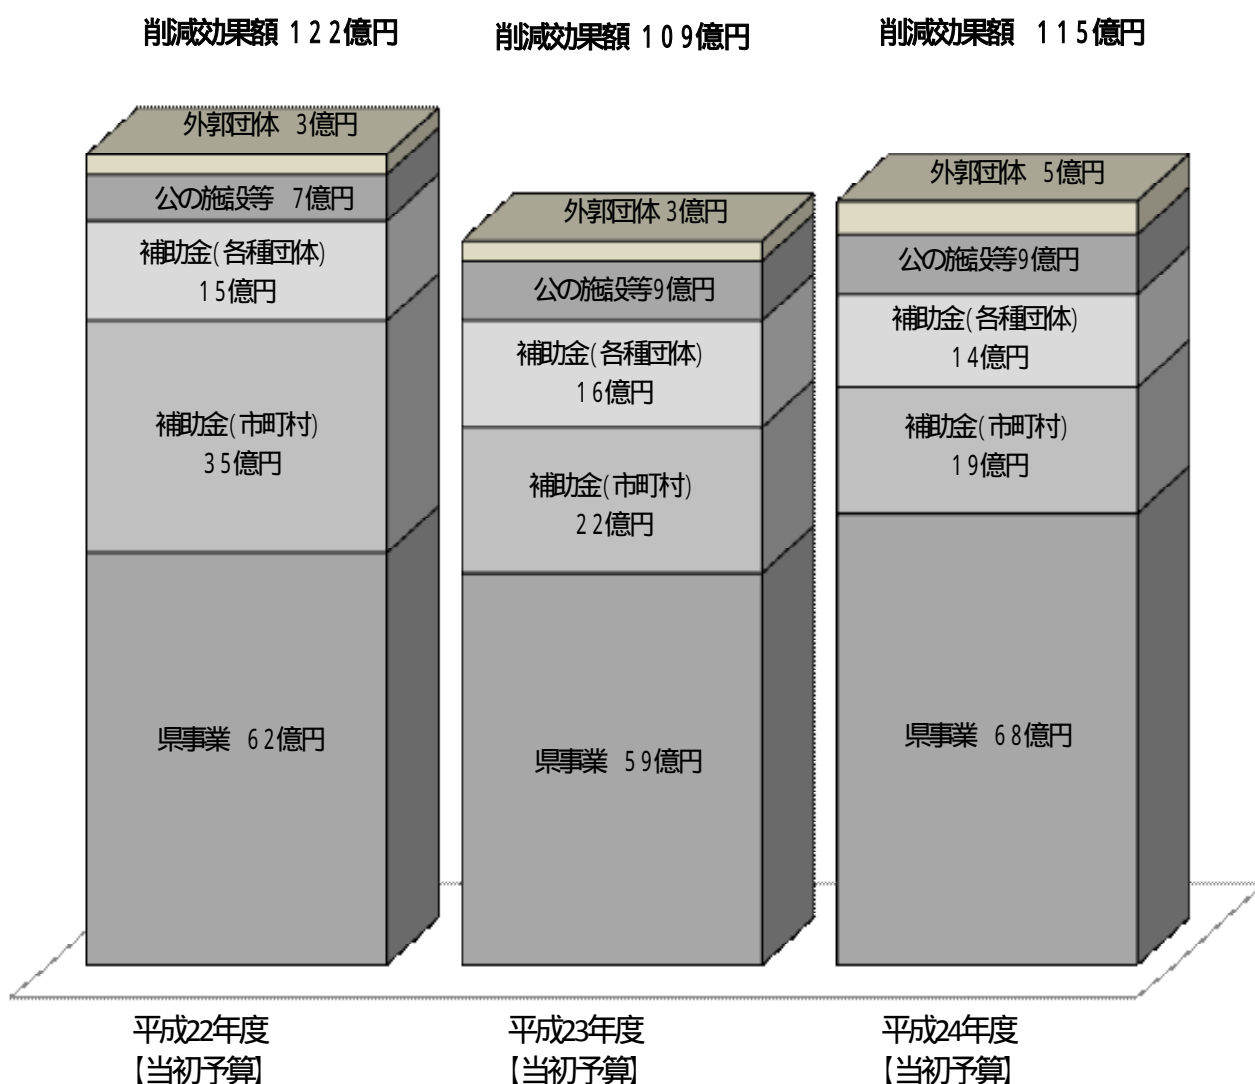 削減効果額 122億円
外郭団体 3億円
公の施設等 7億円
補助金(各種団体)
15億円
補助金(市町村)
35億円
県事業 62億円
平成22年度
【当初予算】
削減効果額 109億円
外郭団体 3億円
公の施設等9億円
補助金(各種団体)
16億円
補助金(市町村)
22億円
県事業 59億円
平成23年度
【当初予算】
削減効果額 115億円
外郭団体 5億円
公の施設等9億円
補助金(各種団体)
14億円
補助金(市町村)
19億円
県事業 68億円
平成24年度
【当初予算】